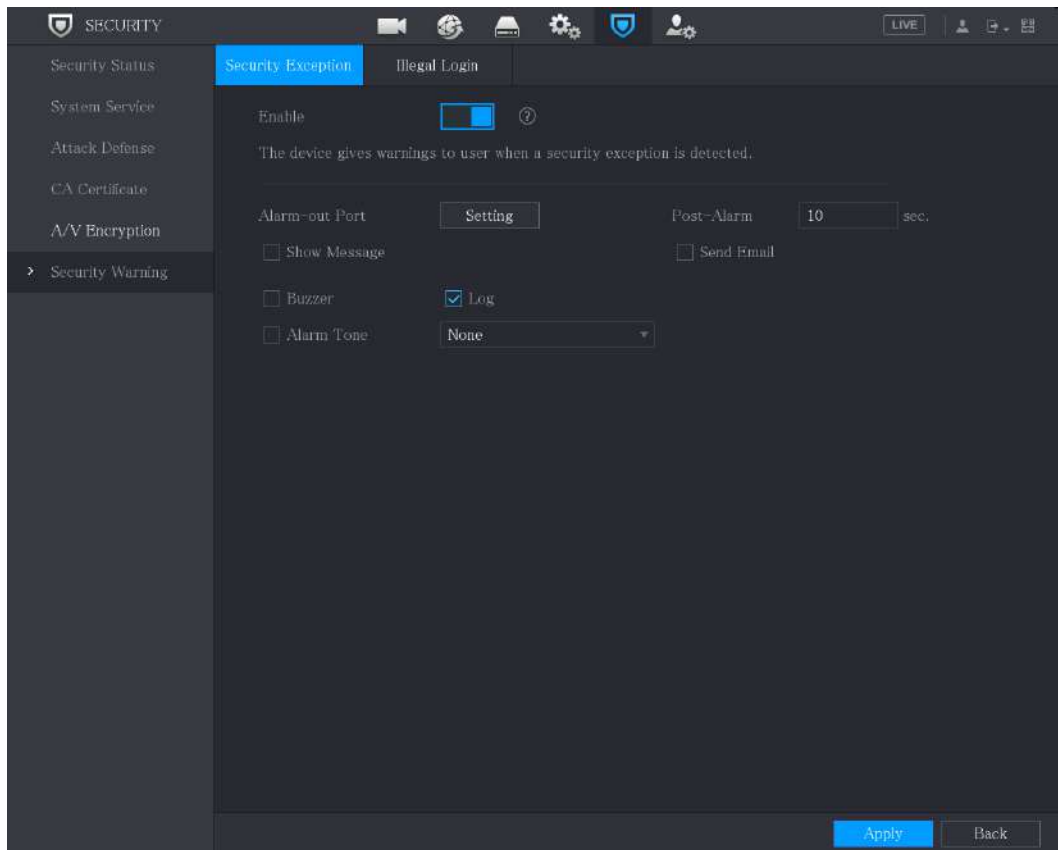 SECURITY
LIVE
Security Status
System Service
Attack Defense
CA Certificate
A/V Encryption
Security Warning
Security Exception
Illegal Login
Enable
The device gives warnings to user when a security exception is detected.
Alarm-out Port Setting Post-Alarm 10 sec.
Show Message Send Email
Buzzer Log
Alarm Tone None
Apply Back